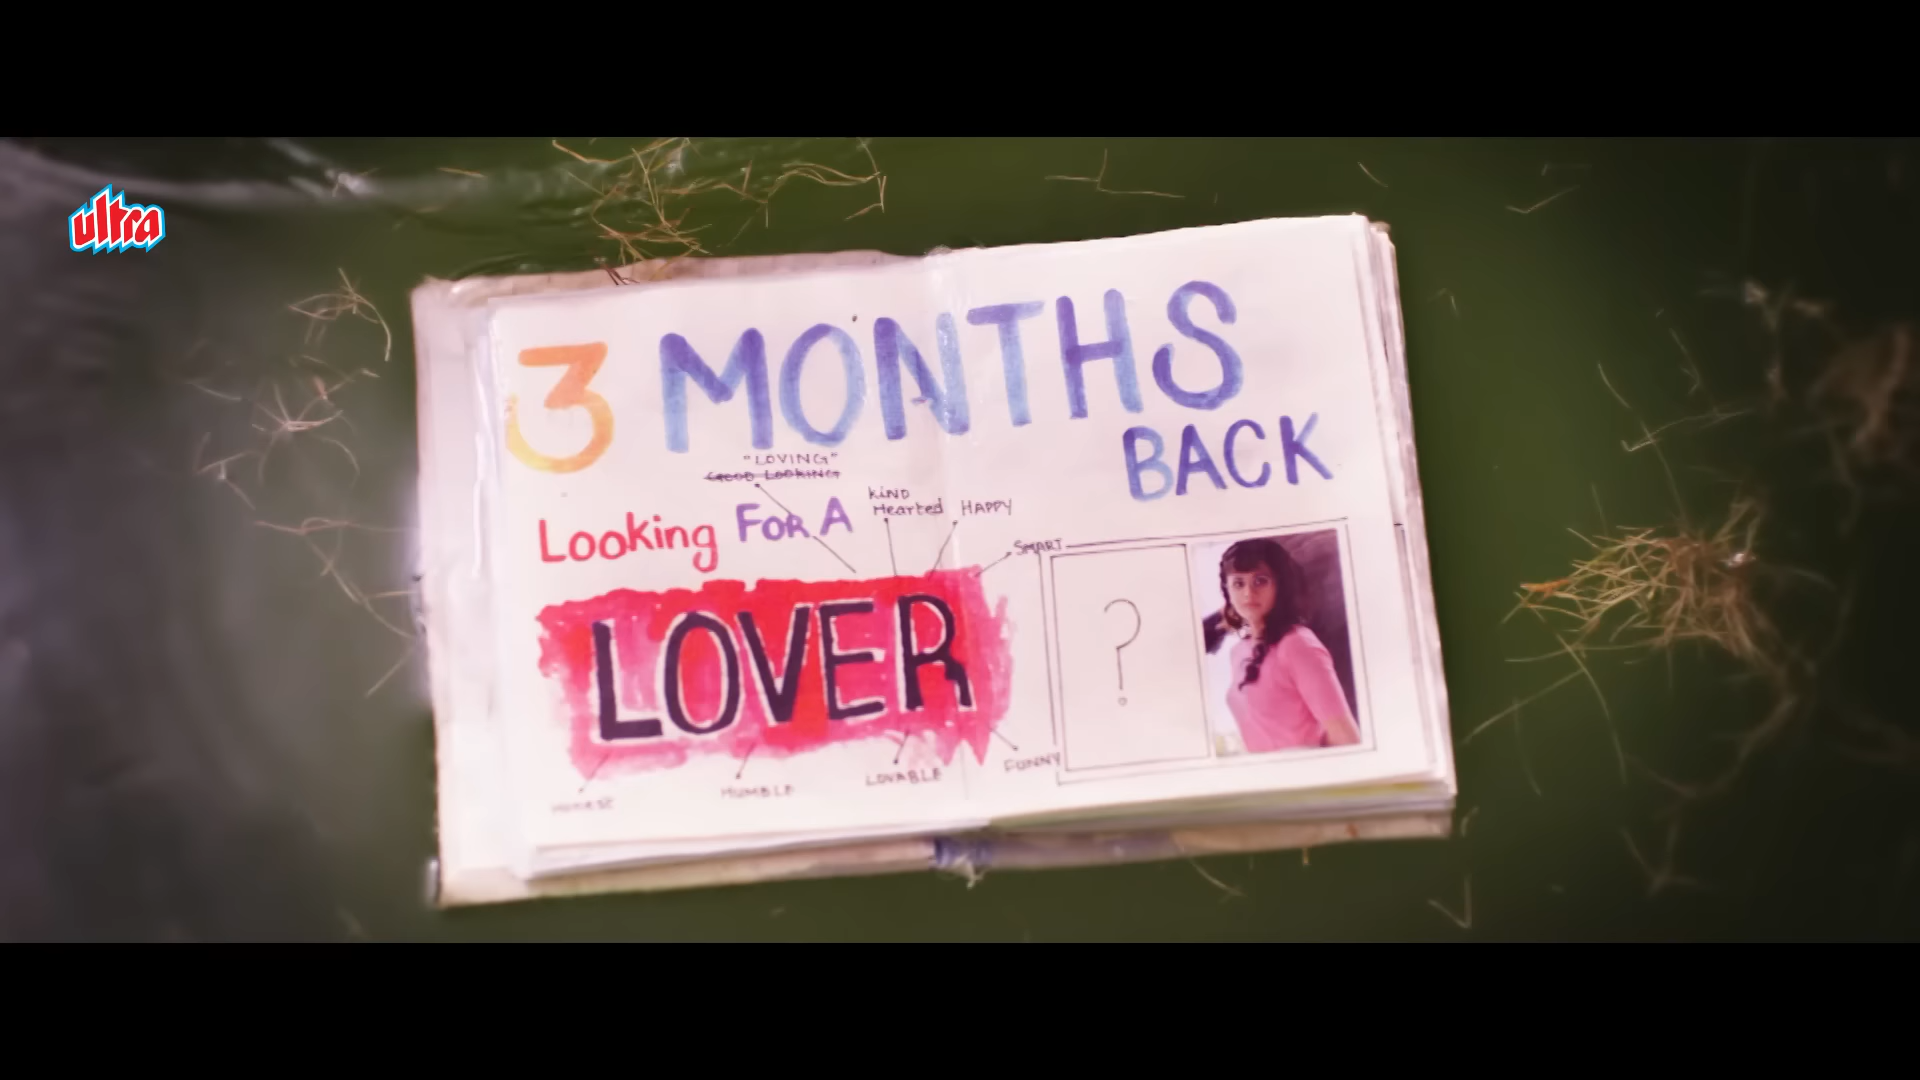 ultra
3 MONTHS
BACK
"LOVING"
GOOD LOOKING
Looking FOR A
kiND
Hearted
HAPPY
SMART
LOVER
?
FUNNY
LOVABLE
HUMBLE